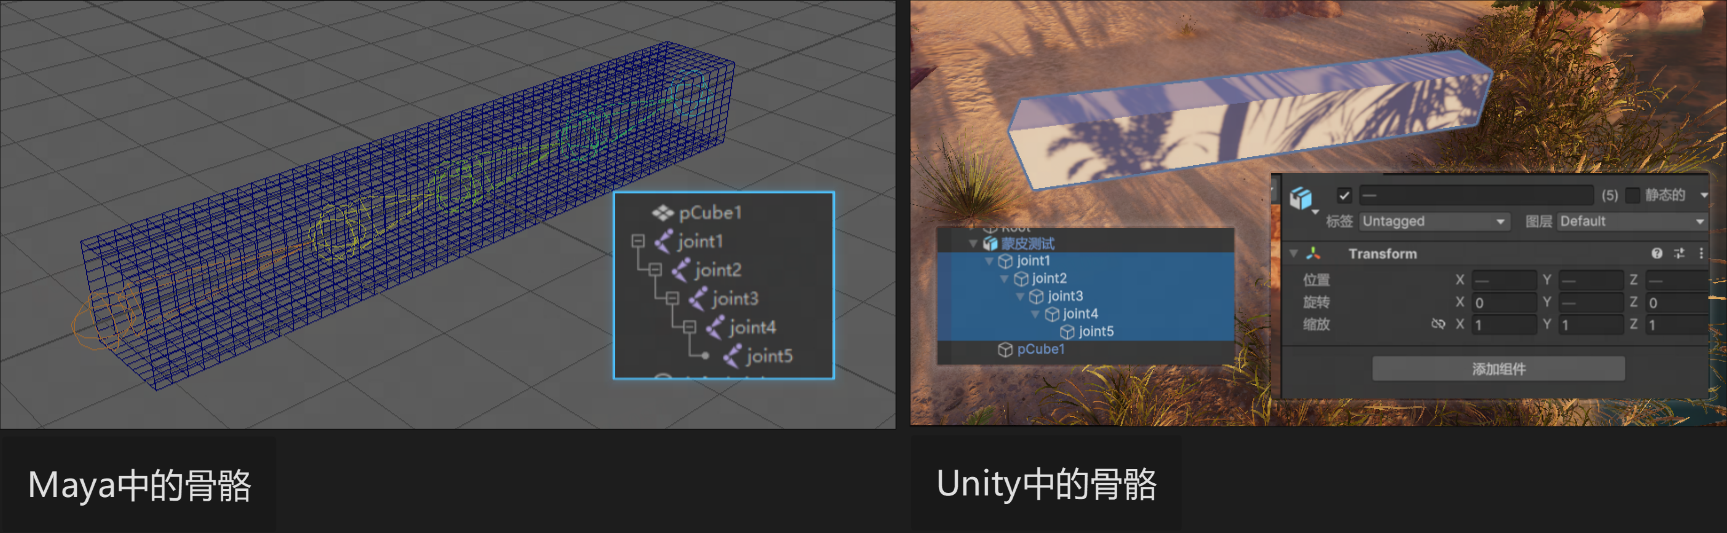 pCube1
joint1
joint2
joint3
joint4
joint5
Maya中的骨骼
蒙皮测试
joint1
joint2
joint3
joint4
joint5
pCube1
— (5) 静态的
标签 Untagged 图层 Default
Transform
位置 X — Y — Z —
旋转 X 0 Y — Z 0
缩放 X 1 Y 1 Z 1
添加组件
Unity中的骨骼